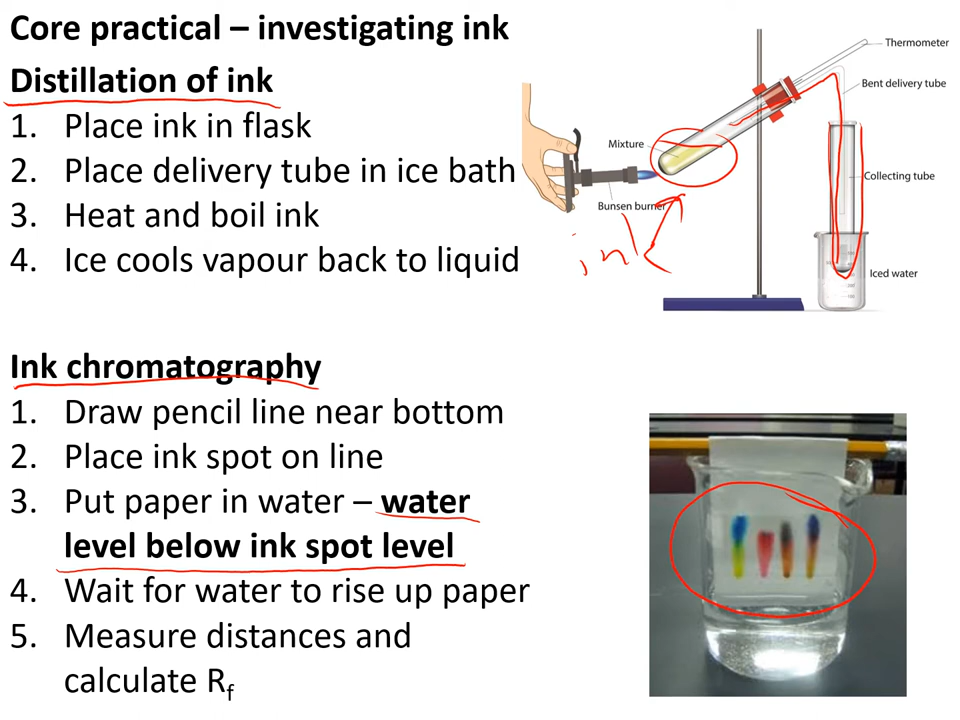 Core practical – investigating ink
Distillation of ink
1. Place ink in flask
2. Place delivery tube in ice bath
3. Heat and boil ink
4. Ice cools vapour back to liquid
Thermometer
Bent delivery tube
Mixture
Collecting tube
Bunsen burner
ink
Iced water
Ink chromatography
1. Draw pencil line near bottom
2. Place ink spot on line
3. Put paper in water – water
level below ink spot level
4. Wait for water to rise up paper
5. Measure distances and
calculate Rf